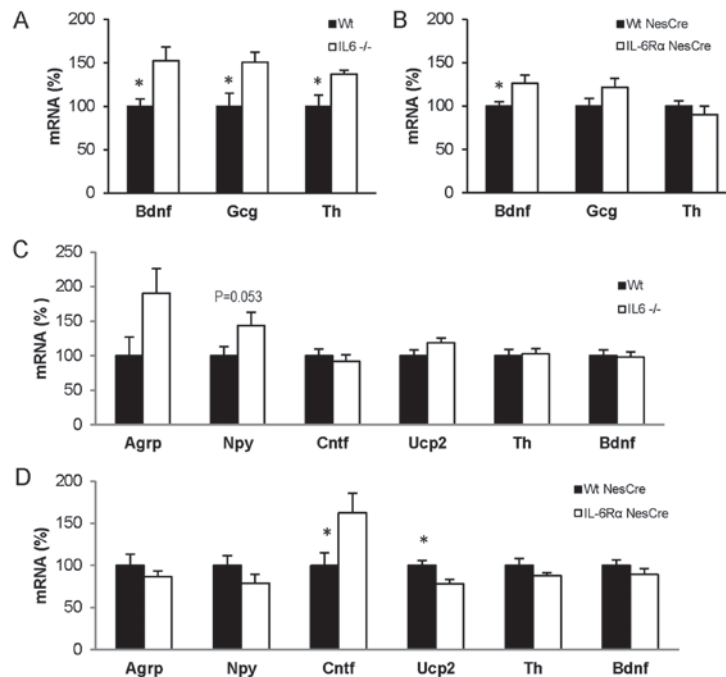 A
Wt
IL6 -/-
mRNA (%)
200
150
100
50
0
*
*
*
Bdnf Gcg Th
B
Wt NesCre
IL-6Rα NesCre
mRNA (%)
200
150
100
50
0
*
Bdnf Gcg Th
C
Wt
IL6 -/-
mRNA (% )
250
200
150
100
50
0
P=0.053
Agrp Npy Cntf Ucp2 Th Bdnf
D
Wt NesCre
IL-6Rα NesCre
mRNA (%)
200
150
100
50
0
*
*
Agrp Npy Cntf Ucp2 Th Bdnf